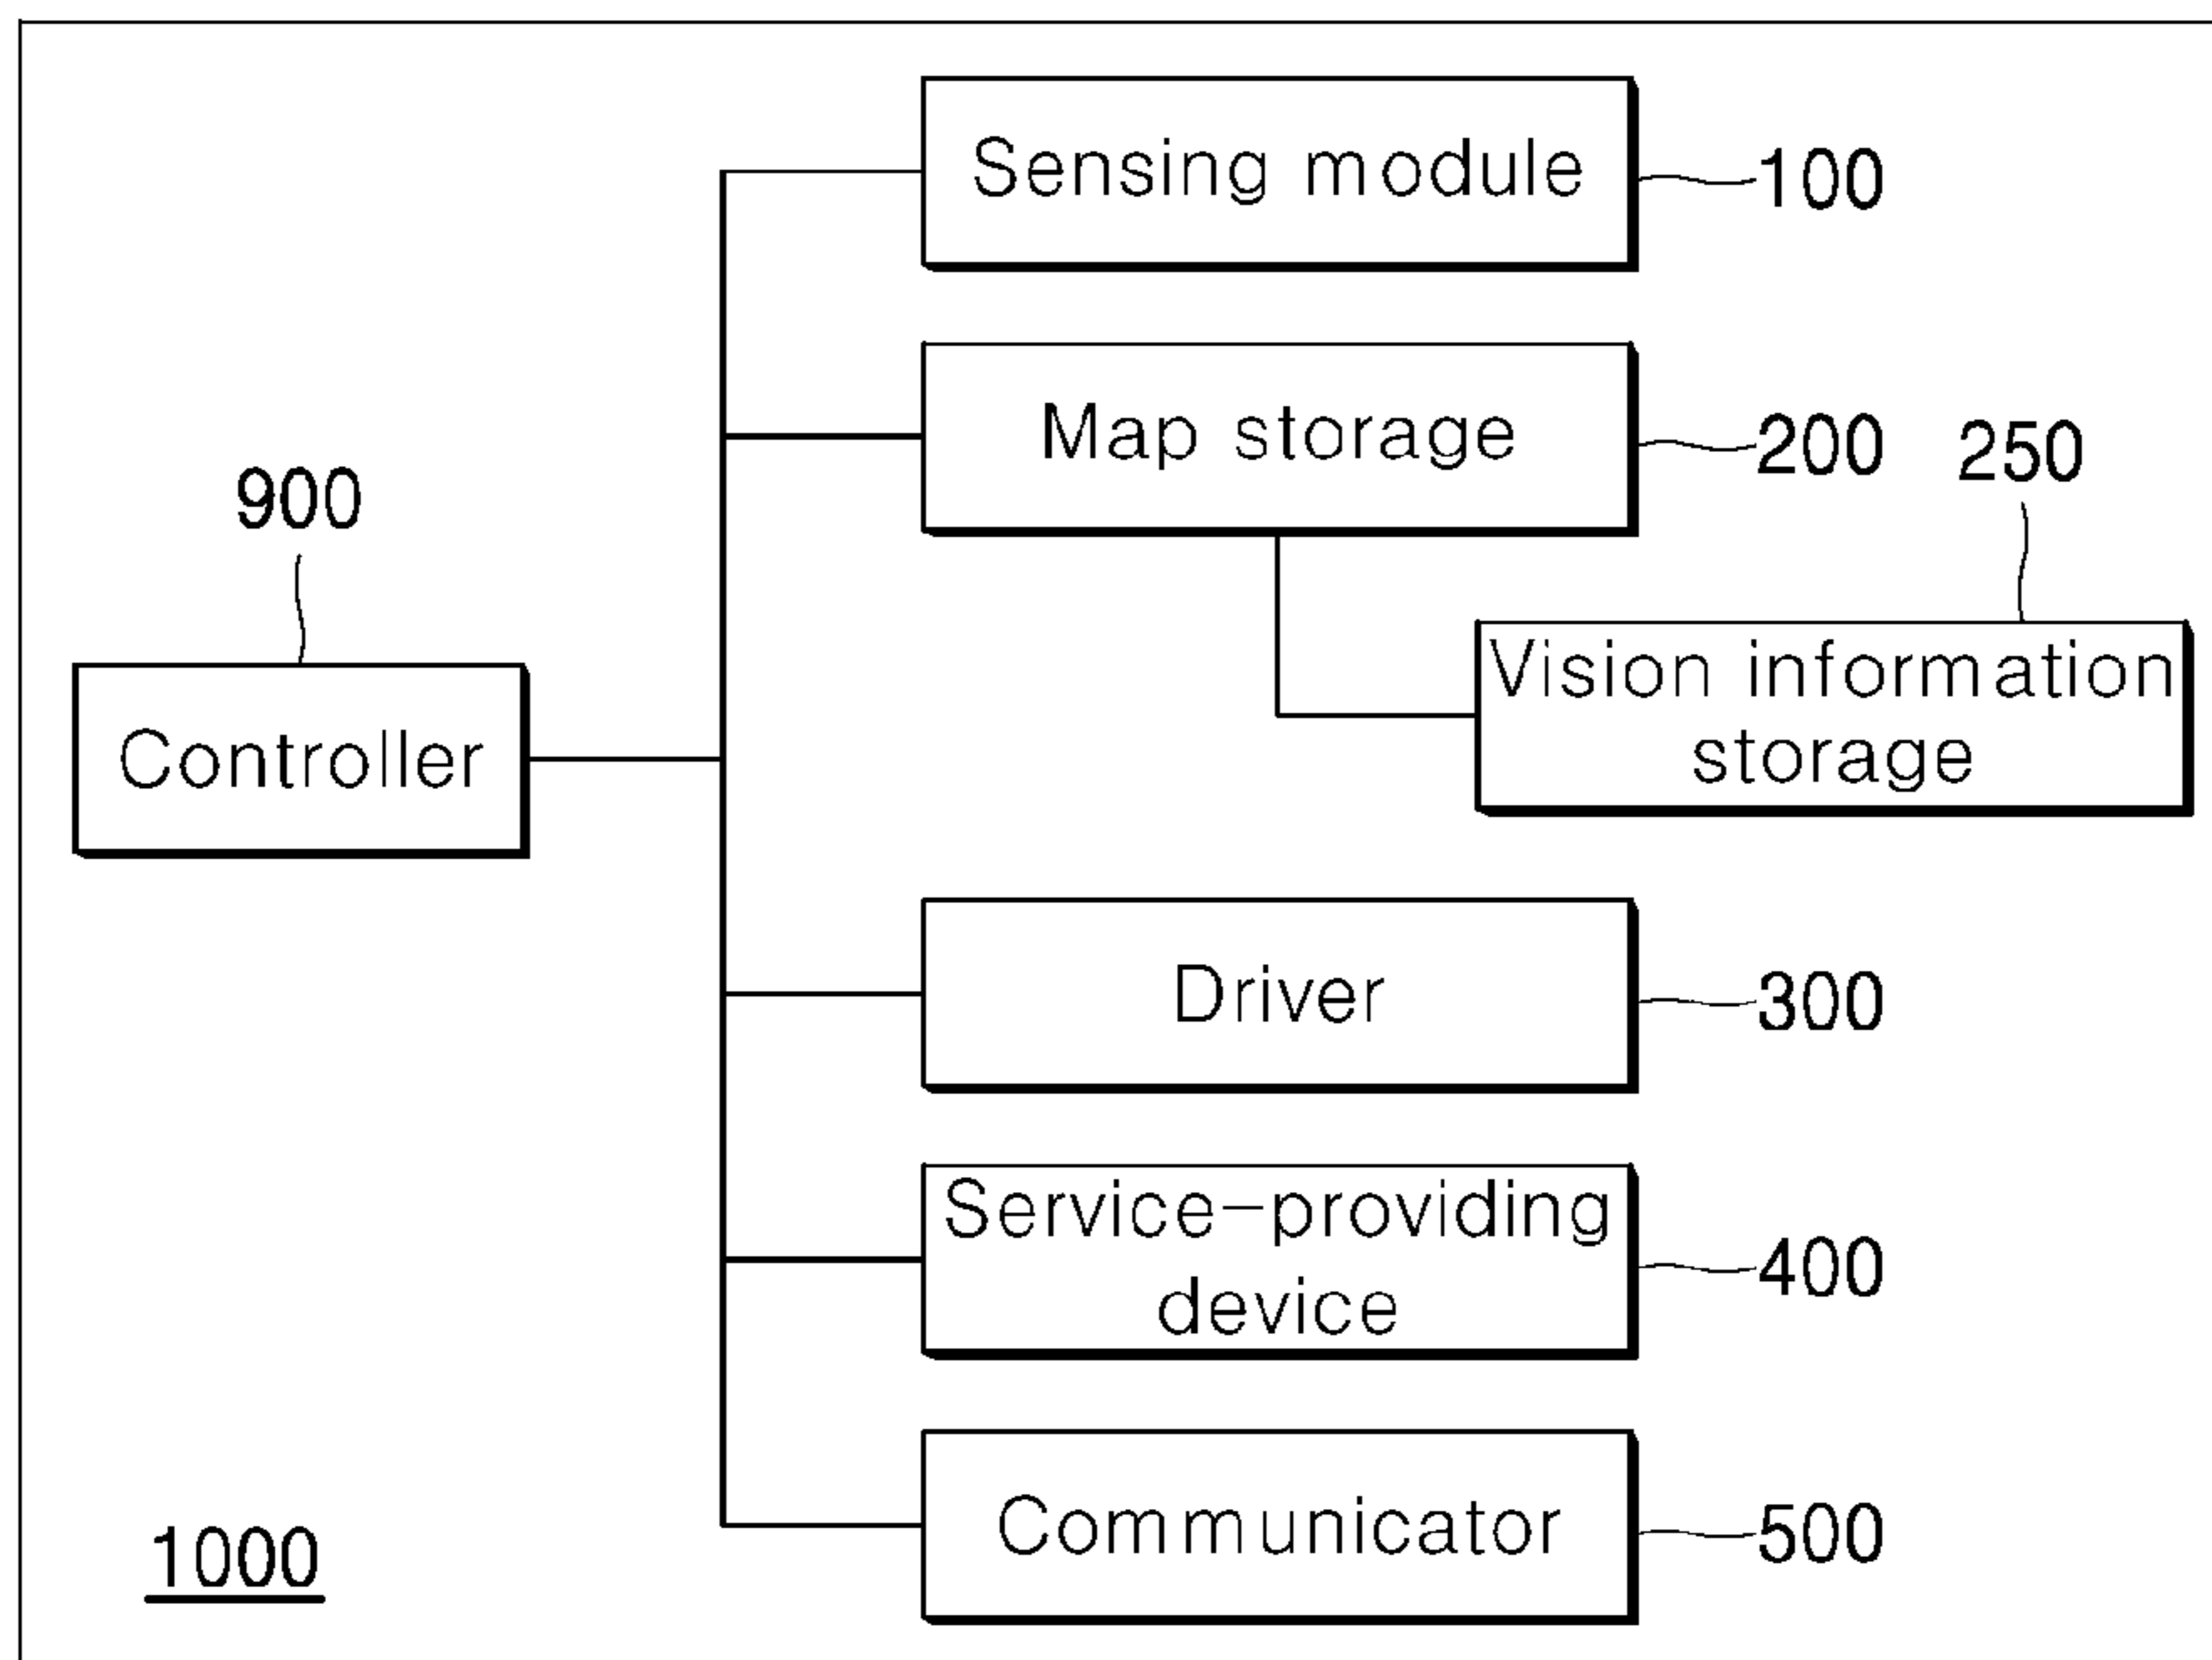 Sensing module
100
Map storage
200
250
900
Vision information
storage
Controller
Driver
300
Service-providing
device
400
Communicator
500
1000